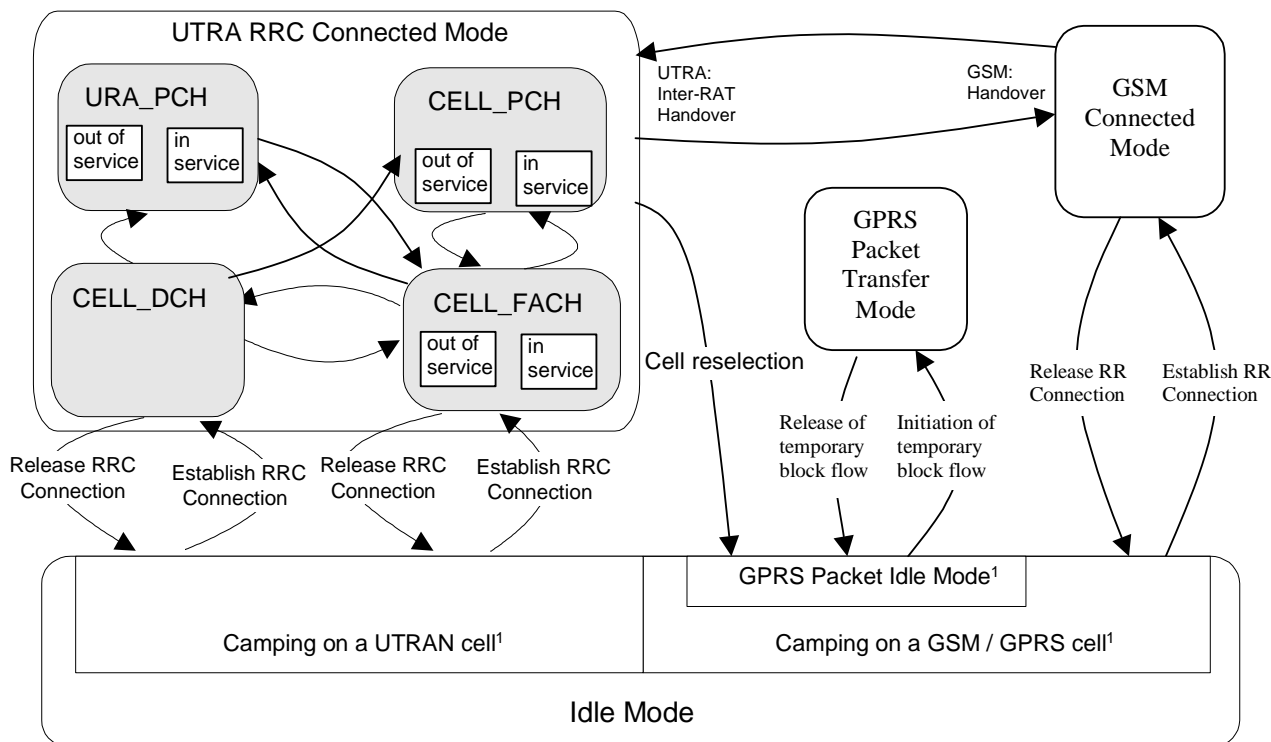 UTRA RRC Connected Mode
URA_PCH
out of
service
in
service
CELL_PCH
out of
service
in
service
CELL_DCH
CELL_FACH
out of
service
in
service
UTRA:
Inter-RAT
Handover
GSM:
Handover
GSM
Connected
Mode
GPRS
Packet
Transfer
Mode
Cell reselection
Release of
temporary
block flow
Initiation of
temporary
block flow
Release RR
Connection
Establish RR
Connection
Release RRC
Connection
Establish RRC
Connection
Release RRC
Connection
Establish RRC
Connection
GPRS Packet Idle Mode¹
Camping on a UTRAN cell¹
Camping on a GSM / GPRS cell¹
Idle Mode